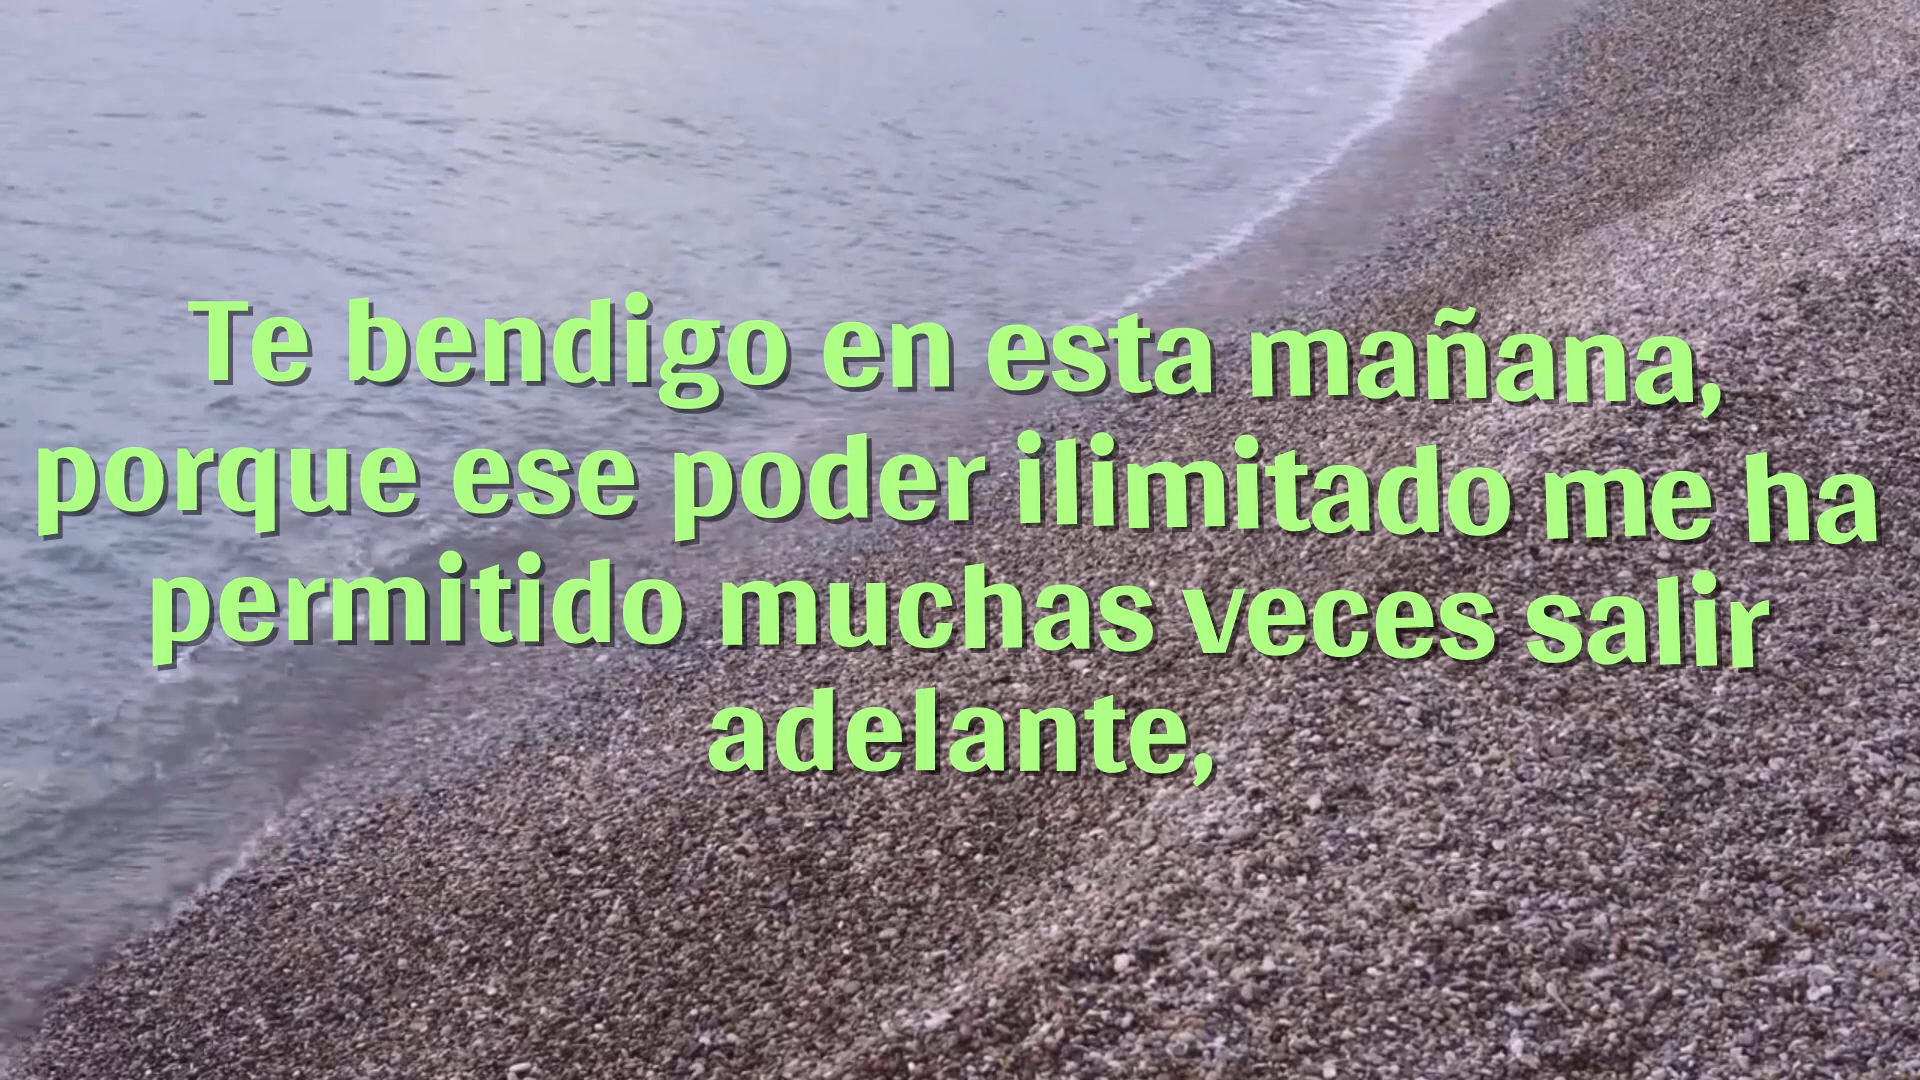 Te bendigo en esta mañana,
porque ese poder ilimitado me ha
permitido muchas veces salir
adelante,